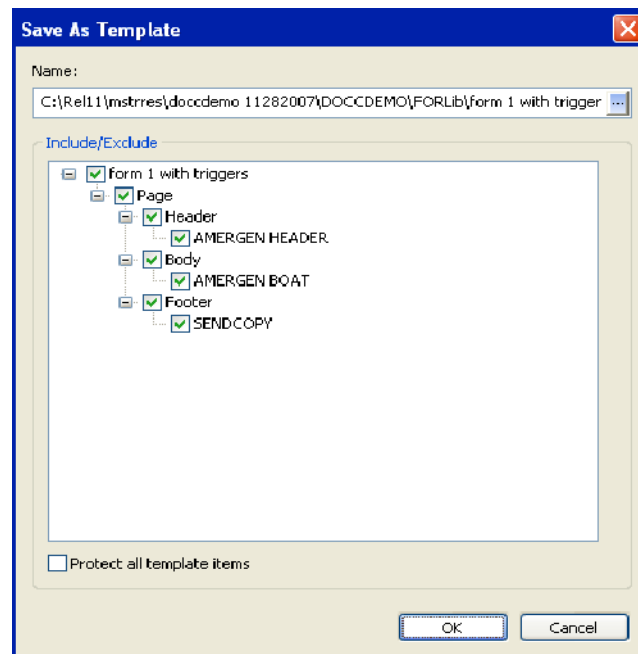 Save As Template
Name:
C:\Rel11\mstrres\doccdemo 11282007\DOCCDEMO\FORLib\form 1 with trigger ...
Include/Exclude
form 1 with triggers
Page
Header
AMERGEN HEADER
Body
AMERGEN BOAT
Footer
SENDCOPY
Protect all template items
OK Cancel